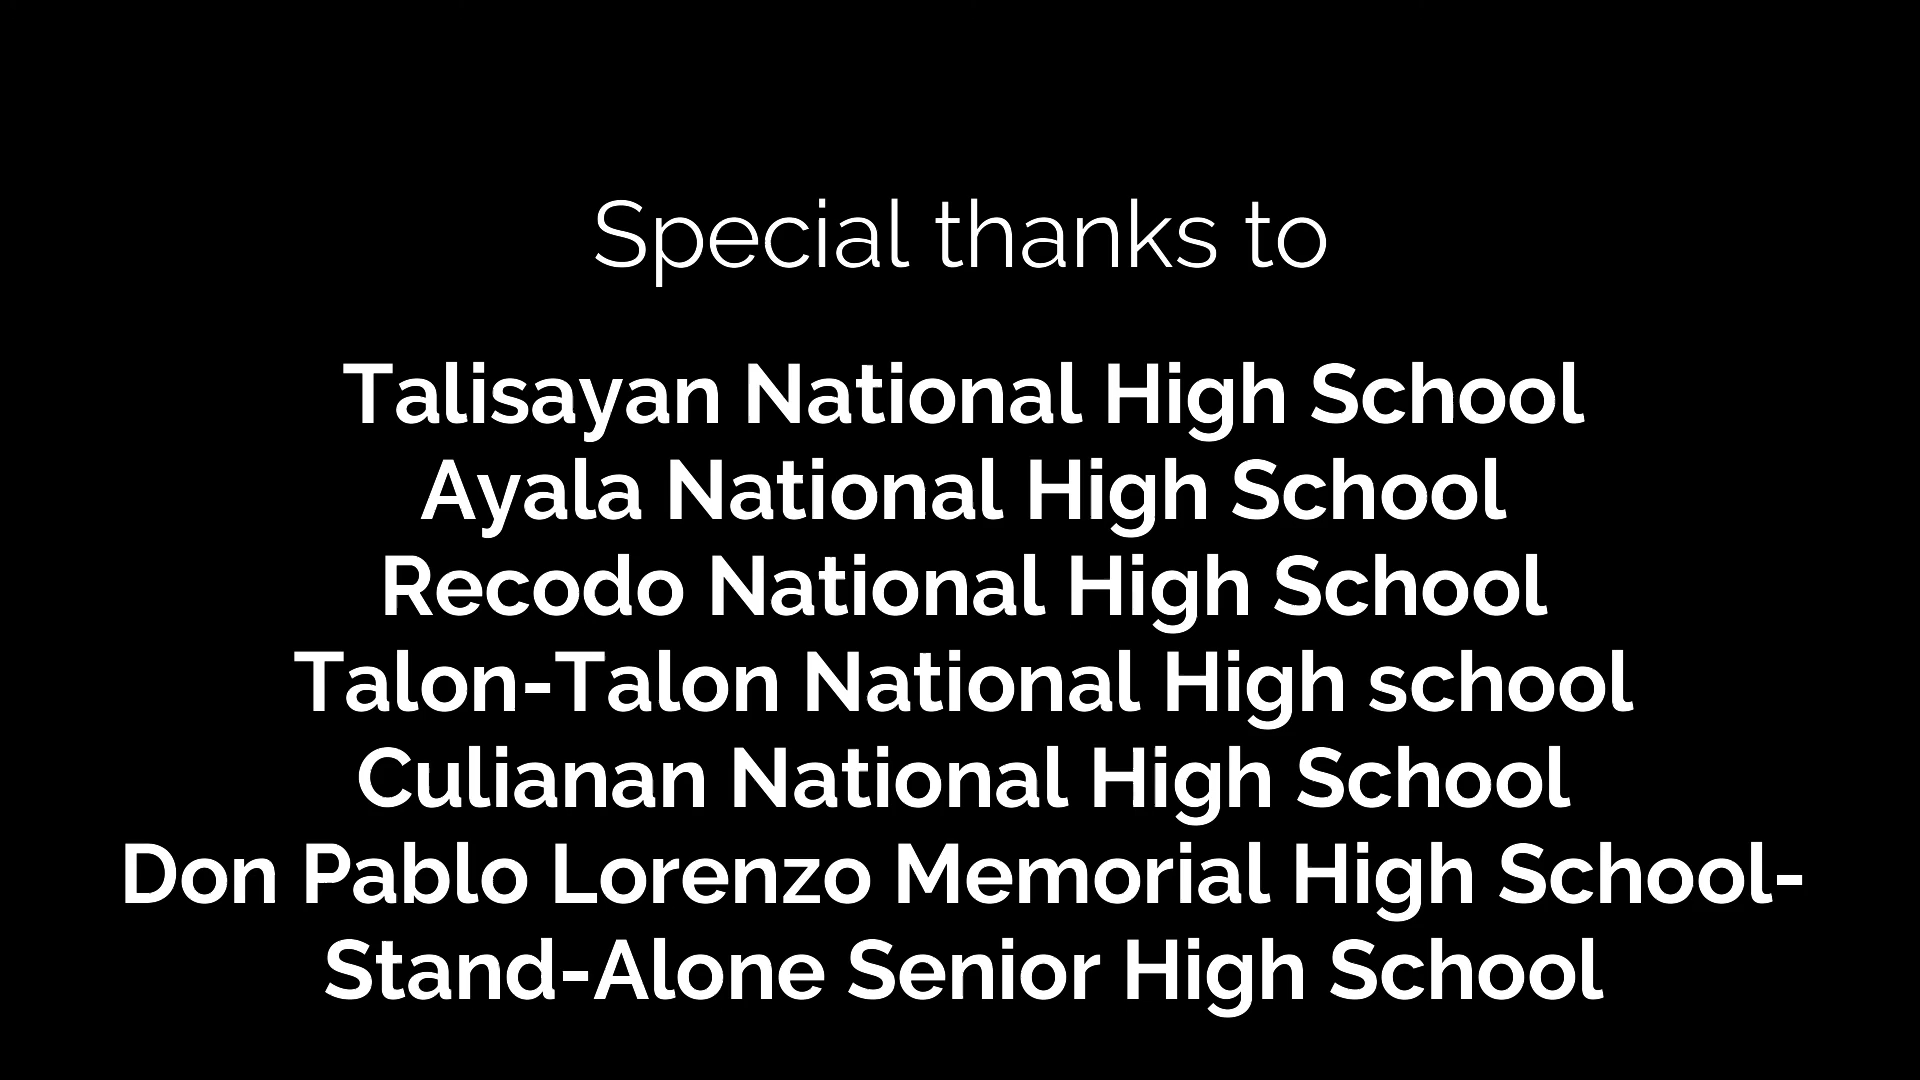 Special thanks to
Talisayan National High School
Ayala National High School
Recodo National High School
Talon-Talon National High school
Culianan National High School
Don Pablo Lorenzo Memorial High School-
Stand-Alone Senior High School